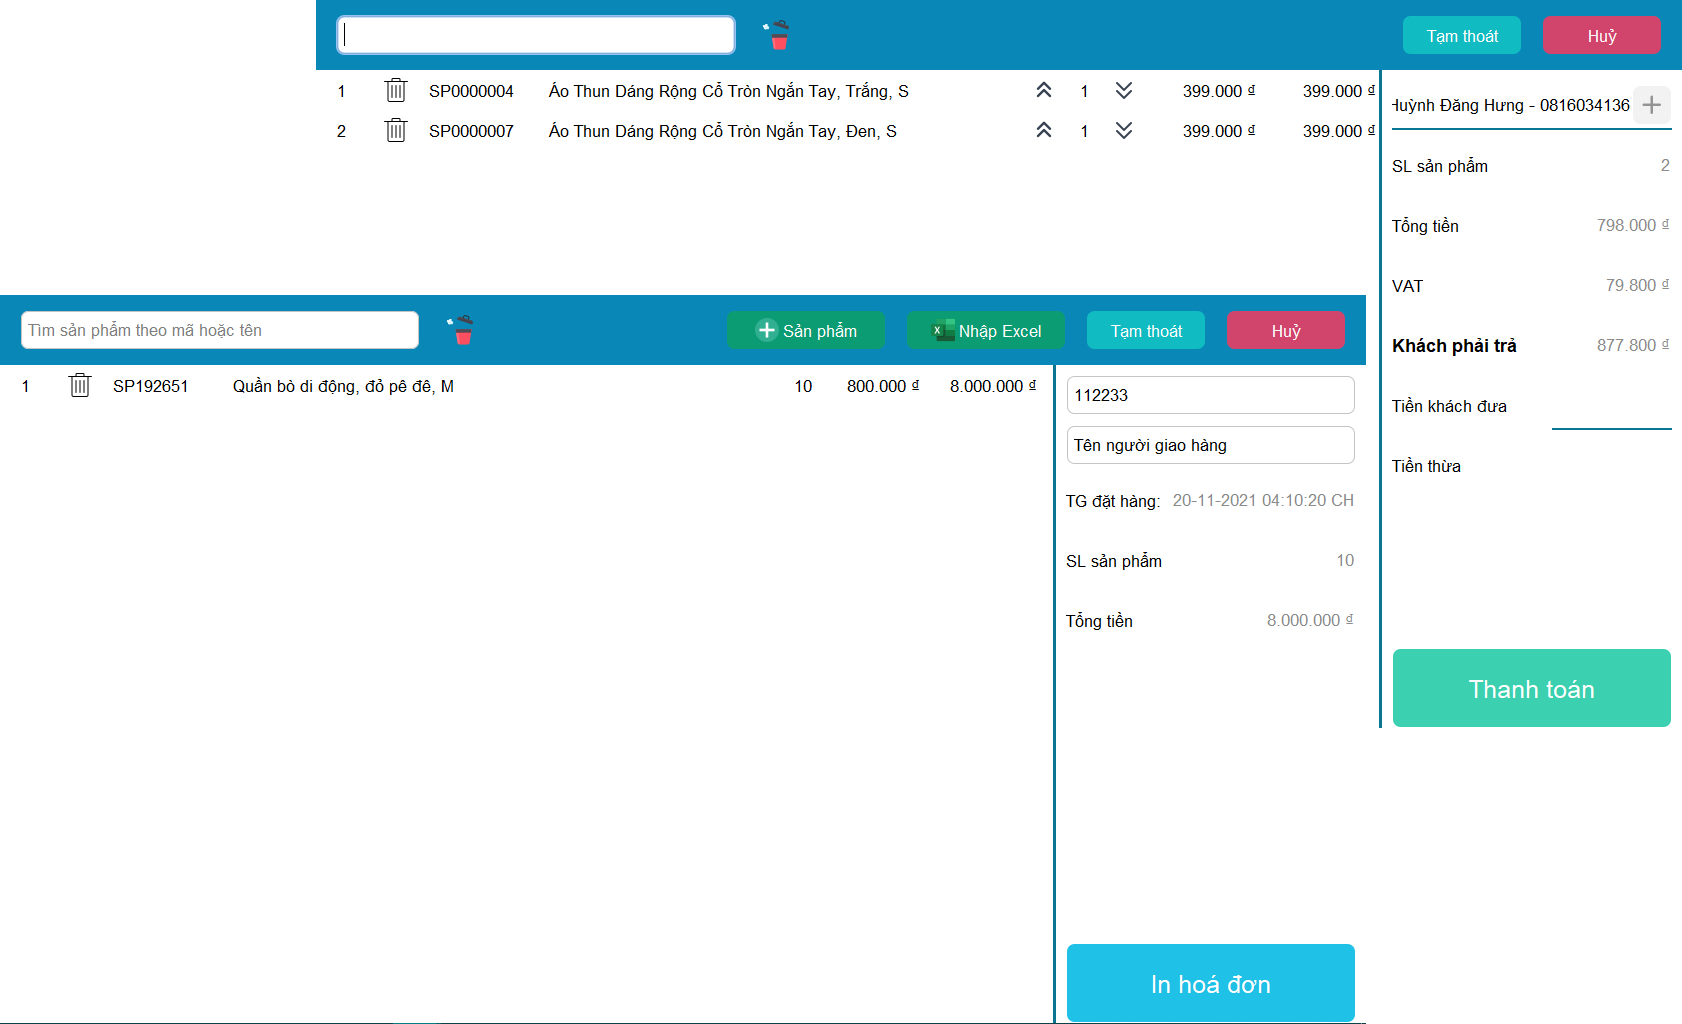 Tạm thoát
Huỷ
1 SP0000004 Áo Thun Dáng Rộng Cỗ Tròn Ngắn Tay, Trắng, S 1 399.000 ₫ 399.000 ₫
2 SP0000007 Áo Thun Dáng Rộng Cỗ Tròn Ngắn Tay, Đen, S 1 399.000 ₫ 399.000 ₫
Huỳnh Đăng Hưng - 0816034136
SL sản phẩm 2
Tổng tiền 798.000 ₫
VAT 79.800 ₫
Khách phải trả 877.800 ₫
Tiền khách đưa
Tiền thừa
Thanh toán
Tìm sản phẩm theo mã hoặc tên
Sản phẩm
Nhập Excel
Tạm thoát
Huỷ
1 SP192651 Quần bò di động, đỏ pê đê, M 10 800.000 ₫ 8.000.000 ₫
112233
Tên người giao hàng
TG đặt hàng: 20-11-2021 04:10:20 CH
SL sản phẩm 10
Tổng tiền 8.000.000 ₫
In hoá đơn